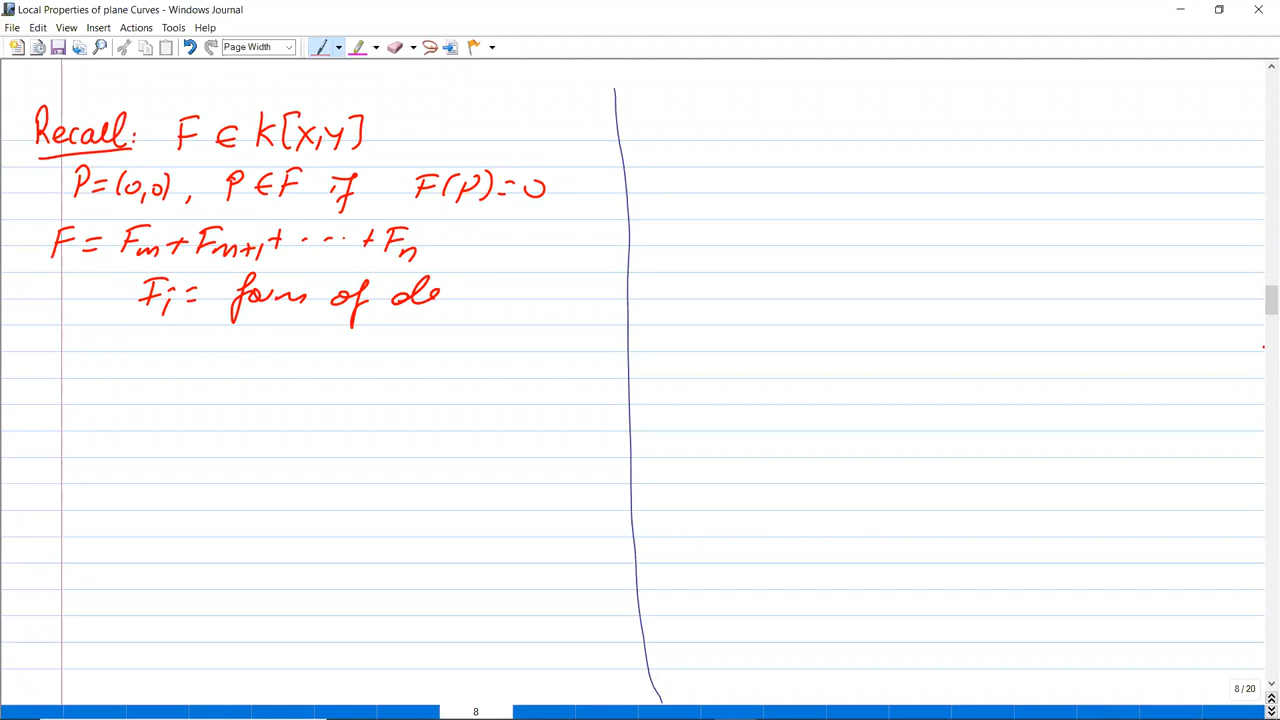 Local Properties of plane Curves - Windows Journal
File Edit View Insert Actions Tools Help
Page Width
Recall: F ∈ K[X,Y]
P=(0,0), P∈F if F(P)=0
F = Fm + Fm+1 + ... + Fn
Fi = form of de
8 / 20
8